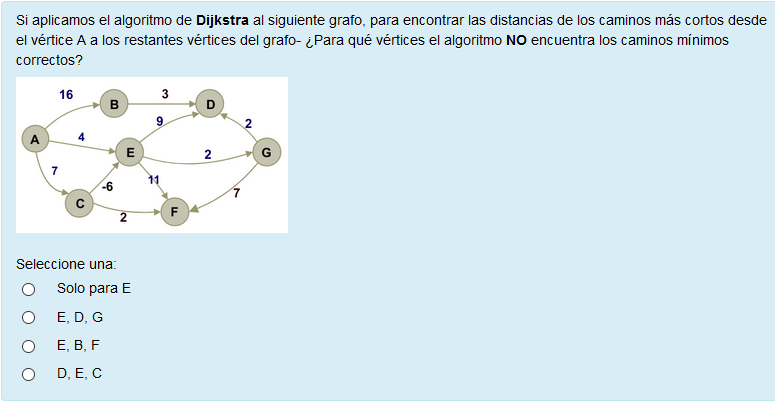 Si aplicamos el algoritmo de Dijkstra al siguiente grafo, para encontrar las distancias de los caminos más cortos desde
el vértice A a los restantes vértices del grafo- ¿Para qué vértices el algoritmo NO encuentra los caminos mínimos
correctos?
16
3
B
D
9
2
A
4
E
2
G
7
-6
11
7
C
2
F
Seleccione una:
Solo para E
E, D, G
E, B, F
D, E, C